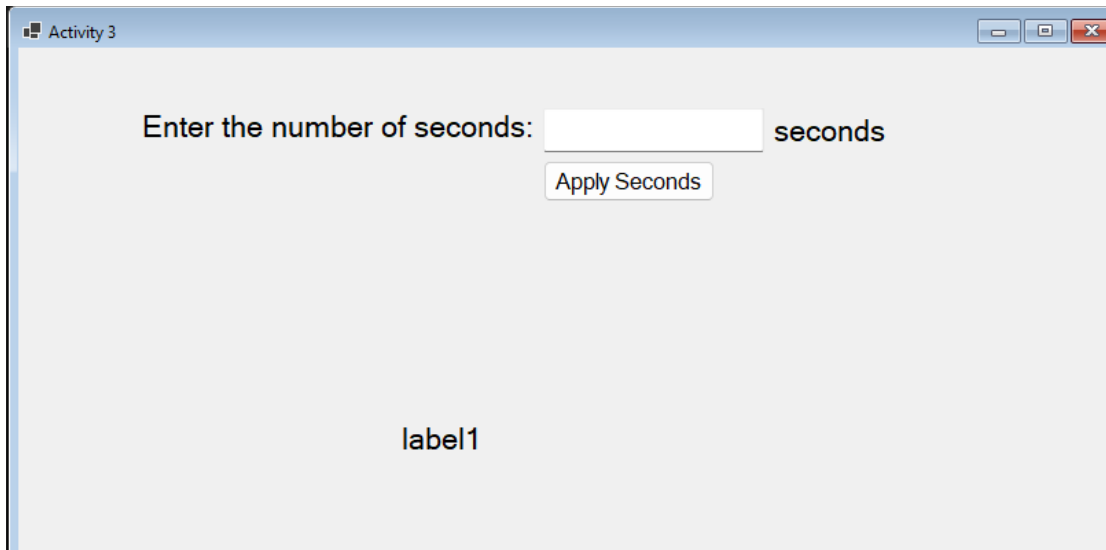 Activity 3
Enter the number of seconds: seconds
Apply Seconds
label1